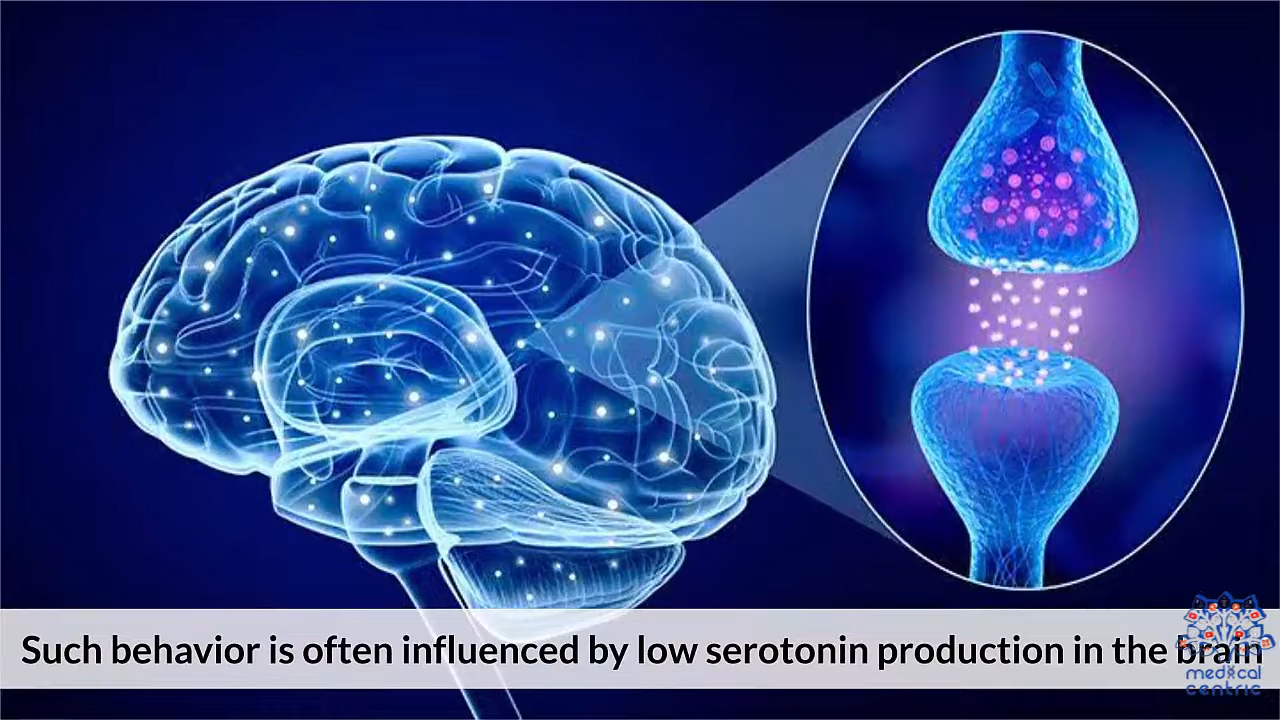 Such behavior is often influenced by low serotonin production in the brain
medical
centric